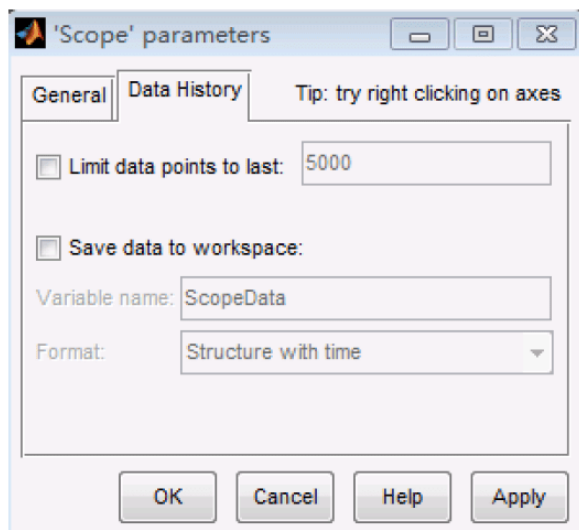 'Scope' parameters
General
Data History
Tip: try right clicking on axes
Limit data points to last:
5000
Save data to workspace:
Variable name:
ScopeData
Format:
Structure with time
OK
Cancel
Help
Apply